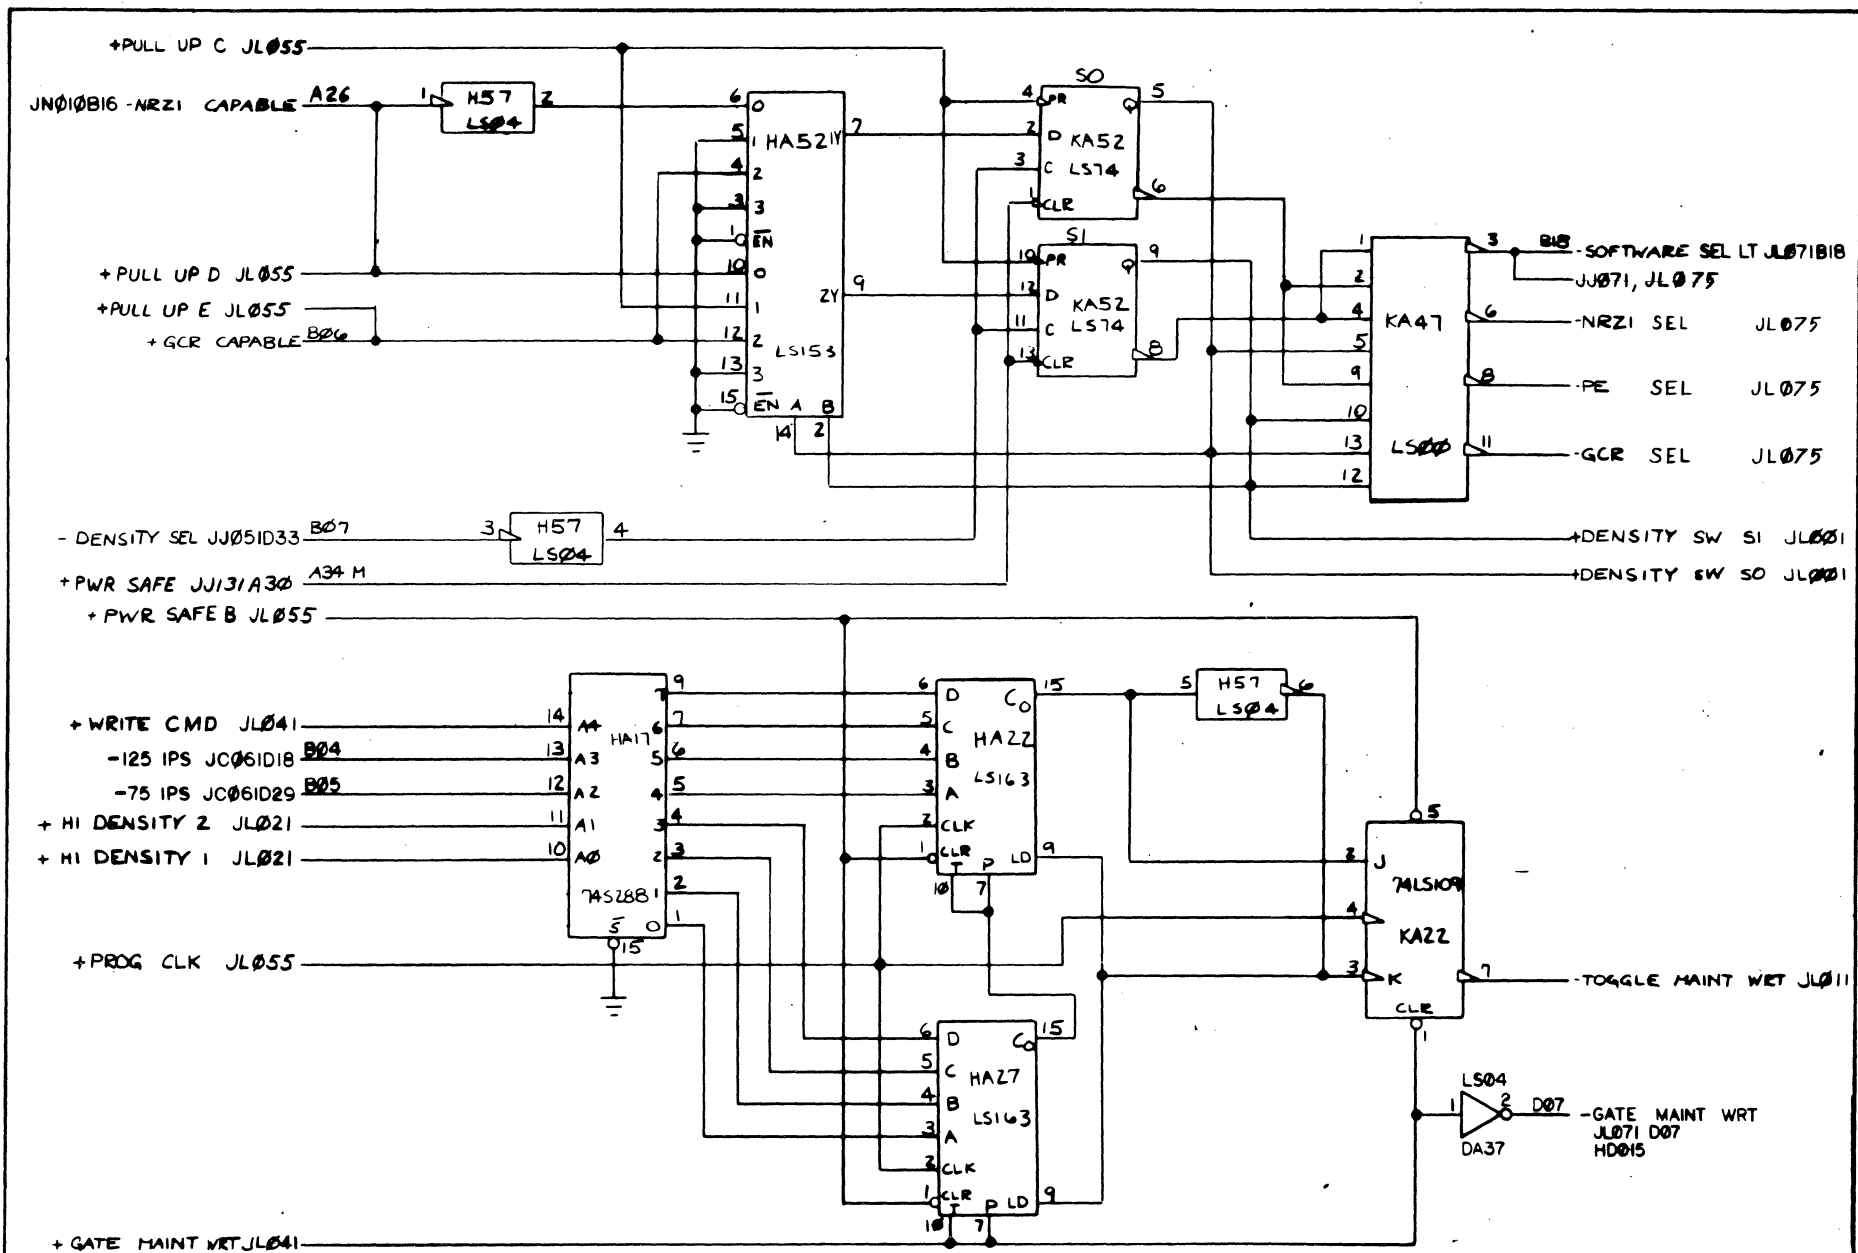 +PULL UP C JLØ55
JNØ1ØB16 -NRZI CAPABLE A26
1 H57 2
LSØ4
+ PULL UP D JLØ55
+PULL UP E JLØ55
+ GCR CAPABLE BØ6
6 0
5 1
4 2
3 3
1 EN
10 0
11 1
12 2
13 3
15 EN A B
14 2
HA52 1Y 7
2Y 9
LS153
SO
4 PR Q 5
2 D KA52
3 C LS74
1 CLR 6
S1
10 PR Q 9
12 D KA52
11 C LS74
13 CLR 8
1
2
4 KA47
5
9
10
13 LSØØ
12
3 B18 -SOFTWARE SEL LT JLØ71B18
JJØ71, JLØ75
6 -NRZI SEL JLØ75
8 -PE SEL JLØ75
11 -GCR SEL JLØ75
- DENSITY SEL JJØ51D33 BØ7
3 H57 4
LSØ4
+DENSITY SW S1 JLØØ1
+DENSITY SW SO JLØØ1
+PWR SAFE JJ131A3Ø A34 M
+ PWR SAFE B JLØ55
+ WRITE CMD JLØ41 14 A4
-125 IPS JCØ61D18 BØ4 13 A3
-75 IPS JCØ61D29 BØ5 12 A2
+ HI DENSITY 2 JLØ21 11 A1
+ HI DENSITY 1 JLØ21 10 AØ
HA17
74S288
7 9
6 7
5 6
4 5
3 4
2 3
1 2
0 1
S 15
6 D CO 15
5 C
4 B HA22
3 A LS163
2 CLK
1 CLR T P LD 9
10 7
5 H57 6
LSØ4
5
2 J
74LS109
4 KA22
3 K 7 -TOGGLE MAINT WRT JLØ11
CLR
1
+PROG CLK JLØ55
6 D CO 15
5 C HA27
4 B LS163
3 A
2 CLK
1 CLR T P LD 9
10 7
LSØ4
1 2 DØ7 -GATE MAINT WRT
JLØ71 DØ7
HDØ15
DA37
+ GATE MAINT WRT JLØ41